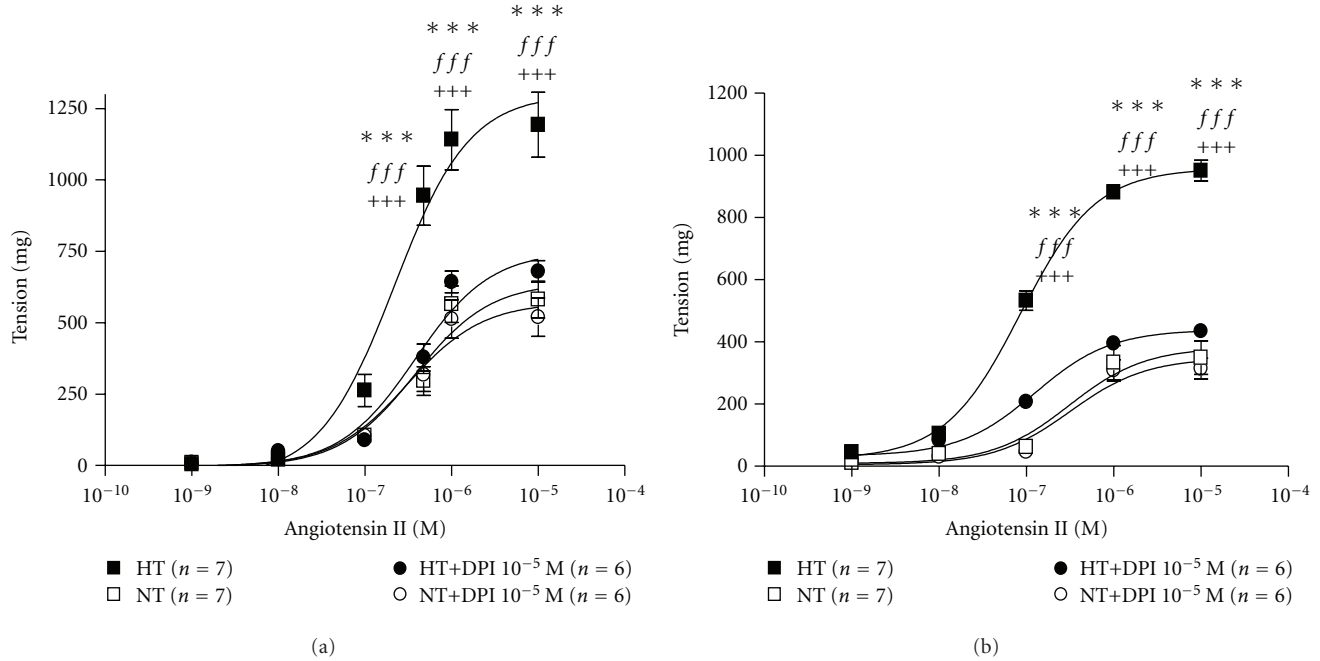 ∗ ∗ ∗
fff
+++
∗ ∗ ∗
fff
+++
∗ ∗ ∗
fff
+++
1250
1000
750
500
250
0
Tension (mg)
10⁻¹⁰ 10⁻⁹ 10⁻⁸ 10⁻⁷ 10⁻⁶ 10⁻⁵ 10⁻⁴
Angiotensin II (M)
HT (n = 7) HT+DPI 10⁻⁵ M (n = 6)
NT (n = 7) NT+DPI 10⁻⁵ M (n = 6)
(a)
∗ ∗ ∗
fff
+++
∗ ∗ ∗
fff
+++
∗ ∗ ∗
fff
+++
1200
1000
800
600
400
200
0
Tension (mg)
10⁻¹⁰ 10⁻⁹ 10⁻⁸ 10⁻⁷ 10⁻⁶ 10⁻⁵ 10⁻⁴
Angiotensin II (M)
HT (n = 7) HT+DPI 10⁻⁵ M (n = 6)
NT (n = 7) NT+DPI 10⁻⁵ M (n = 6)
(b)